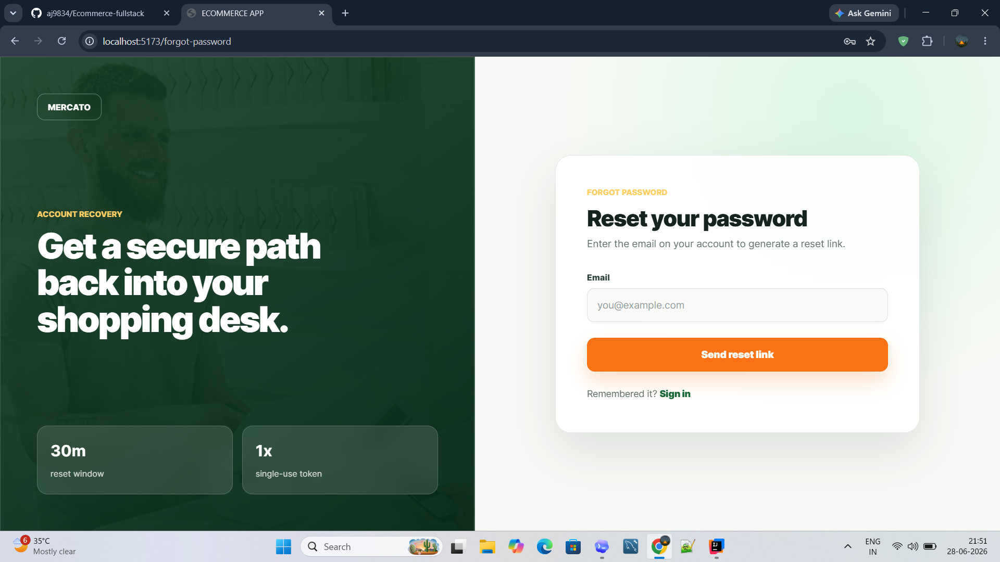 aj9834/Ecommerce-fullstack
ECOMMERCE APP
Ask Gemini
localhost:5173/forgot-password
MERCATO
ACCOUNT RECOVERY
Get a secure path
back into your
shopping desk.
30m
reset window
1x
single-use token
FORGOT PASSWORD
Reset your password
Enter the email on your account to generate a reset link.
Email
you@example.com
Send reset link
Remembered it? Sign in
6
35°C
Mostly clear
Search
IJ
ENG
IN
21:51
28-06-2026